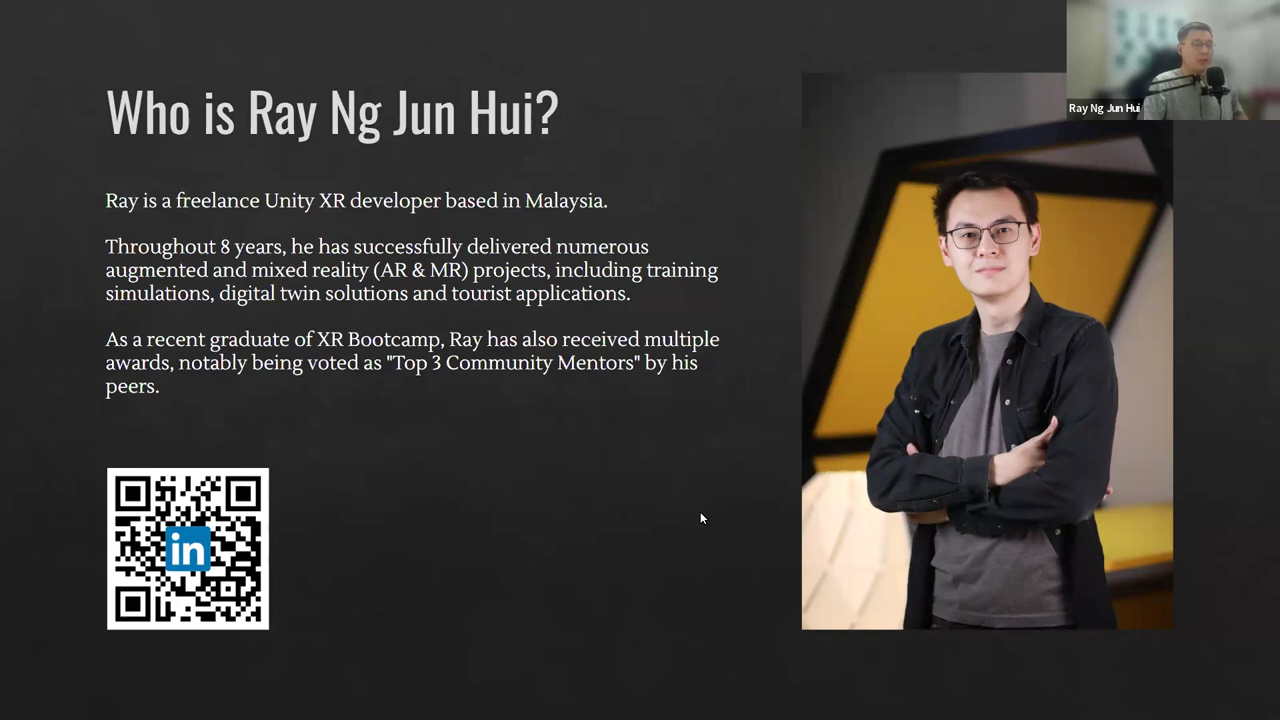 Who is Ray Ng Jun Hui?
Ray Ng Jun Hui
Ray is a freelance Unity XR developer based in Malaysia.
Throughout 8 years, he has successfully delivered numerous
augmented and mixed reality (AR & MR) projects, including training
simulations, digital twin solutions and tourist applications.
As a recent graduate of XR Bootcamp, Ray has also received multiple
awards, notably being voted as "Top 3 Community Mentors" by his
peers.
in